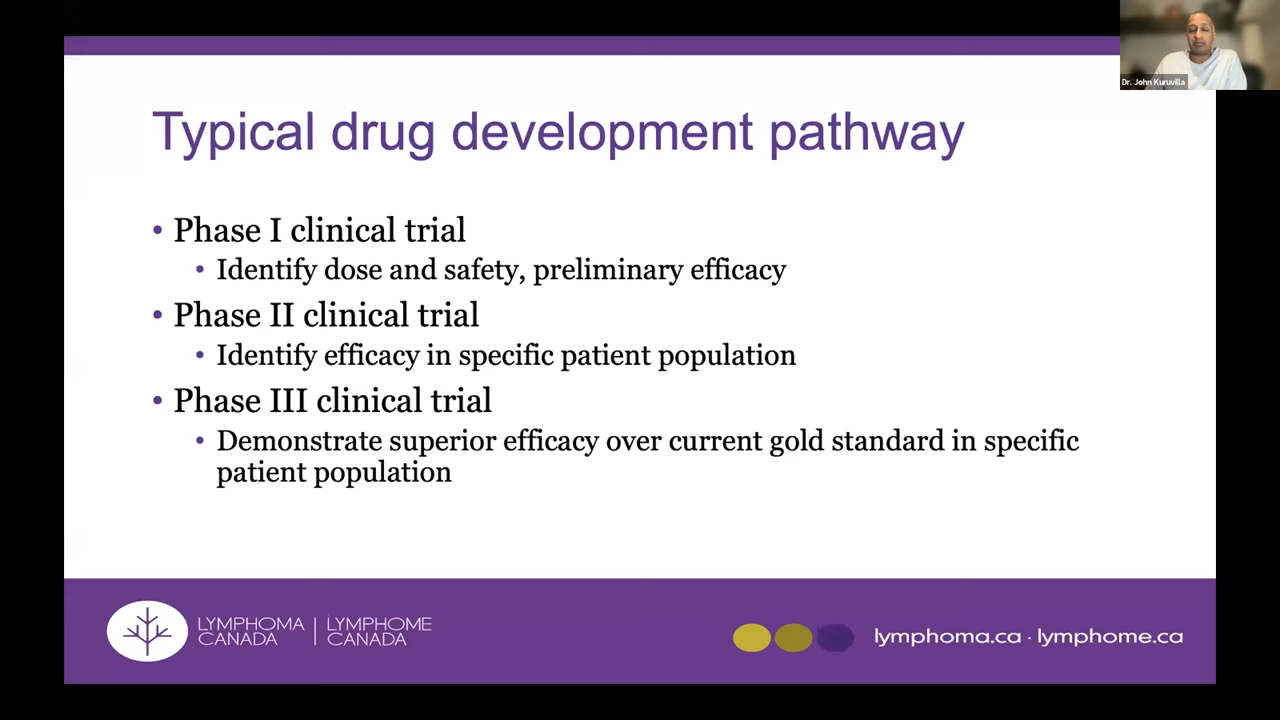 Dr. John Kuruvilla
Typical drug development pathway
• Phase I clinical trial
• Identify dose and safety, preliminary efficacy
• Phase II clinical trial
• Identify efficacy in specific patient population
• Phase III clinical trial
• Demonstrate superior efficacy over current gold standard in specific
patient population
LYMPHOMA | LYMPHOME
CANADA | CANADA
lymphoma.ca · lymphome.ca